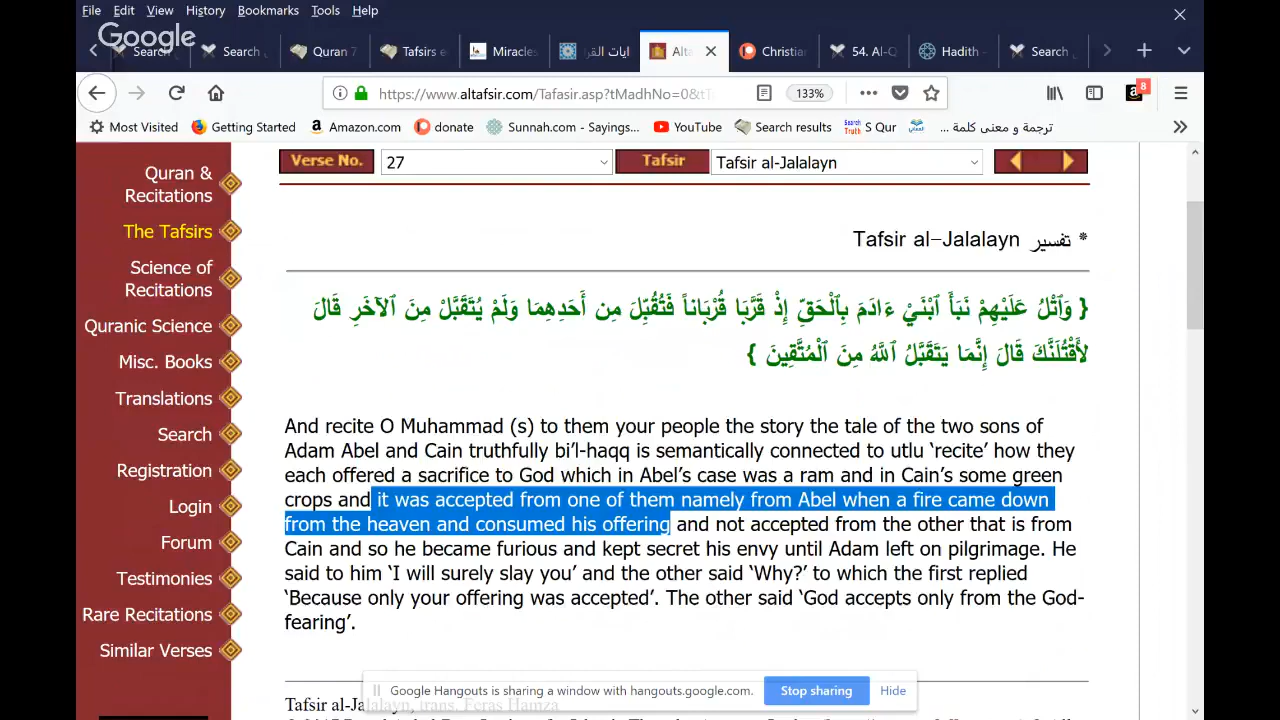 File Edit View History Bookmarks Tools Help
Google
Search Search Quran 7 Tafsirs e Miracles آيات القر Alta Christia 54. Al-Q Hadith - Search
https://www.altafsir.com/Tafasir.asp?tMadhNo=0&t 133% 8
Most Visited Getting Started Amazon.com donate Sunnah.com - Sayings... YouTube Search results S Qur ترجمة و معنى كلمة ...
Quran &
Recitations
The Tafsirs
Science of
Recitations
Quranic Science
Misc. Books
Translations
Search
Registration
Login
Forum
Testimonies
Rare Recitations
Similar Verses
Verse No. 27 Tafsir Tafsir al-Jalalayn
* تفسير Tafsir al-Jalalayn
{ وَٱتْلُ عَلَيْهِمْ نَبَأَ ٱبْنَيْ ءَادَمَ بِٱلْحَقِّ إِذْ قَرَّبَا قُرْبَاناً فَتُقُبِّلَ مِن أَحَدِهِمَا وَلَمْ يُتَقَبَّلْ مِنَ ٱلآخَرِ قَالَ
لأَقْتُلَنَّكَ قَالَ إِنَّمَا يَتَقَبَّلُ ٱللَّهُ مِنَ ٱلْمُتَّقِينَ }
And recite O Muhammad (s) to them your people the story the tale of the two sons of
Adam Abel and Cain truthfully bi'l-haqq is semantically connected to utlu ‘recite’ how they
each offered a sacrifice to God which in Abel’s case was a ram and in Cain’s some green
crops and it was accepted from one of them namely from Abel when a fire came down
from the heaven and consumed his offering and not accepted from the other that is from
Cain and so he became furious and kept secret his envy until Adam left on pilgrimage. He
said to him ‘I will surely slay you’ and the other said ‘Why?’ to which the first replied
‘Because only your offering was accepted’. The other said ‘God accepts only from the God-
fearing’.
Google Hangouts is sharing a window with hangouts.google.com. Stop sharing Hide
Tafsir al-Jalalayn, trans. Feras Hamza